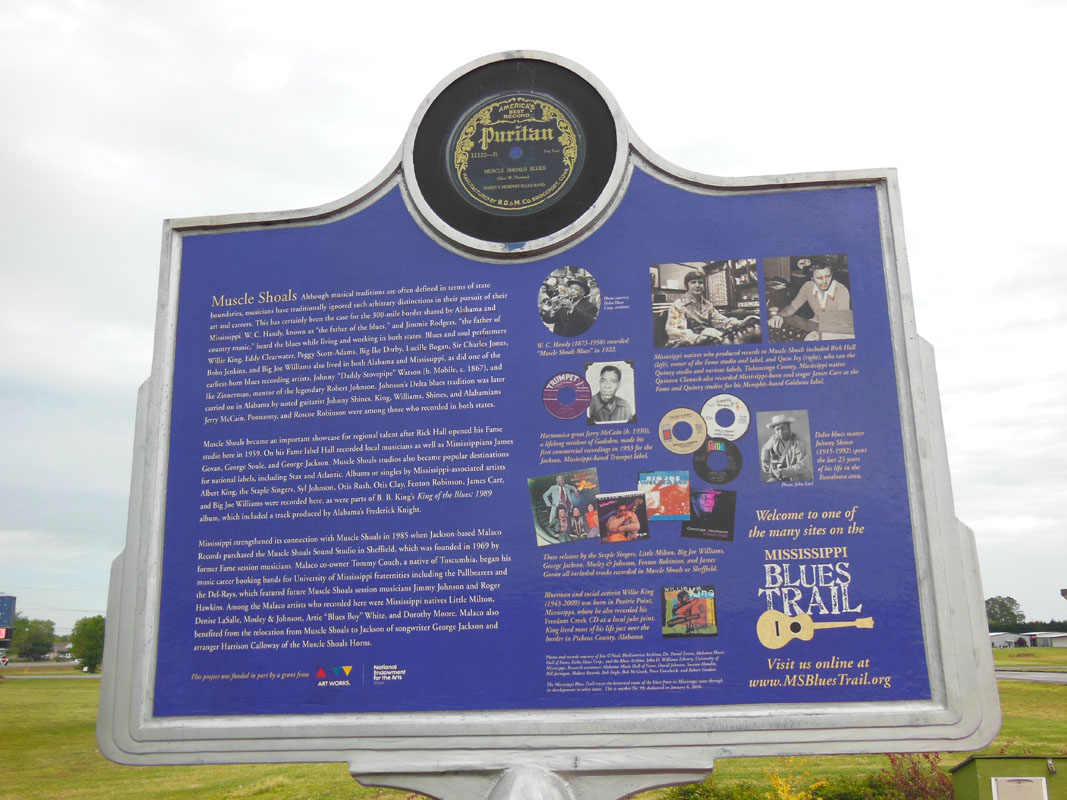 AMERICA'S
BEST
RECORD
Puritan
11112-B
For Fox
MUSCLE SHOALS BLUES
(Geo. W. Thomas)
HANDY'S MEMPHIS BLUES BAND
MANUFACTURED BY B.D.& M. Co. BRIDGEPORT, CONN.
Muscle Shoals Although musical traditions are often defined in terms of state
boundaries, musicians have traditionally ignored such arbitrary distinctions in their pursuit of their
art and careers. This has certainly been the case for the 300-mile border shared by Alabama and
Mississippi. W. C. Handy, known as "the father of the blues," and Jimmie Rodgers, "the father of
country music," heard the blues while living and working in both states. Blues and soul performers
Willie King, Eddy Clearwater, Peggy Scott-Adams, Big Ike Darby, Lucille Bogan, Sir Charles Jones,
Bobo Jenkins, and Big Joe Williams also lived in both Alabama and Mississippi, as did one of the
earliest-born blues recording artists, Johnny "Daddy Stovepipe" Watson (b. Mobile, c. 1867), and
Ike Zinnerman, mentor of the legendary Robert Johnson. Johnson's Delta blues tradition was later
carried on in Alabama by noted guitarist Johnny Shines. King, Williams, Shines, and Alabamians
Jerry McCain, Poonanny, and Roscoe Robinson were among those who recorded in both states.
Muscle Shoals became an important showcase for regional talent after Rick Hall opened his Fame
studio here in 1959. On his Fame label Hall recorded local musicians as well as Mississippians James
Govan, George Soule, and George Jackson. Muscle Shoals studios also became popular destinations
for national labels, including Stax and Atlantic. Albums or singles by Mississippi-associated artists
Albert King, the Staple Singers, Syl Johnson, Otis Rush, Otis Clay, Fenton Robinson, James Carr,
and Big Joe Williams were recorded here, as were parts of B. B. King's King of the Blues: 1989
album, which included a track produced by Alabama's Frederick Knight.
Mississippi strengthened its connection with Muscle Shoals in 1985 when Jackson-based Malaco
Records purchased the Muscle Shoals Sound Studio in Sheffield, which was founded in 1969 by
former Fame session musicians. Malaco co-owner Tommy Couch, a native of Tuscumbia, began his
music career booking bands for University of Mississippi fraternities including the Pallbearers and
the Del-Rays, which featured future Muscle Shoals session musicians Jimmy Johnson and Roger
Hawkins. Among the Malaco artists who recorded here were Mississippi natives Little Milton,
Denise LaSalle, Mosley & Johnson, Artie "Blues Boy" White, and Dorothy Moore. Malaco also
benefited from the relocation from Muscle Shoals to Jackson of songwriter George Jackson and
arranger Harrison Calloway of the Muscle Shoals Horns.
This project was funded in part by a grant from
ART WORKS.
National
Endowment
for the Arts
arts.gov
Photo courtesy
Delta Haze
Corp. archives
W. C. Handy (1873-1958) recorded
"Muscle Shoals Blues" in 1922.
Mississippi natives who produced records in Muscle Shoals included Rick Hall
(left), owner of the Fame studio and label, and Quin Ivy (right), who ran the
Quinvy studio and various labels. Tishomingo County, Mississippi native
Quinton Claunch also recorded Mississippi-born soul singer James Carr at the
Fame and Quinvy studios for his Memphis-based Goldwax label.
TRUMPET
Harmonica great Jerry McCain (b. 1930),
a lifelong resident of Gadsden, made his
first commercial recordings in 1953 for the
Jackson, Mississippi-based Trumpet label.
fame
Delta blues master
Johnny Shines
(1915-1992) spent
the last 23 years
of his life in the
Tuscaloosa area.
BIG JOE
These releases by the Staple Singers, Little Milton, Big Joe Williams,
George Jackson, Mosley & Johnson, Fenton Robinson, and James
Govan all included tracks recorded in Muscle Shoals or Sheffield.
Bluesman and social activist Willie King
(1943-2009) was born in Prairie Point,
Mississippi, where he also recorded his
Freedom Creek CD at a local juke joint.
King lived most of his life just over the
border in Pickens County, Alabama.
WILLIE KING
Welcome to one of
the many sites on the
MISSISSIPPI
BLUES
TRAIL
Visit us online at
www.MSBluesTrail.org